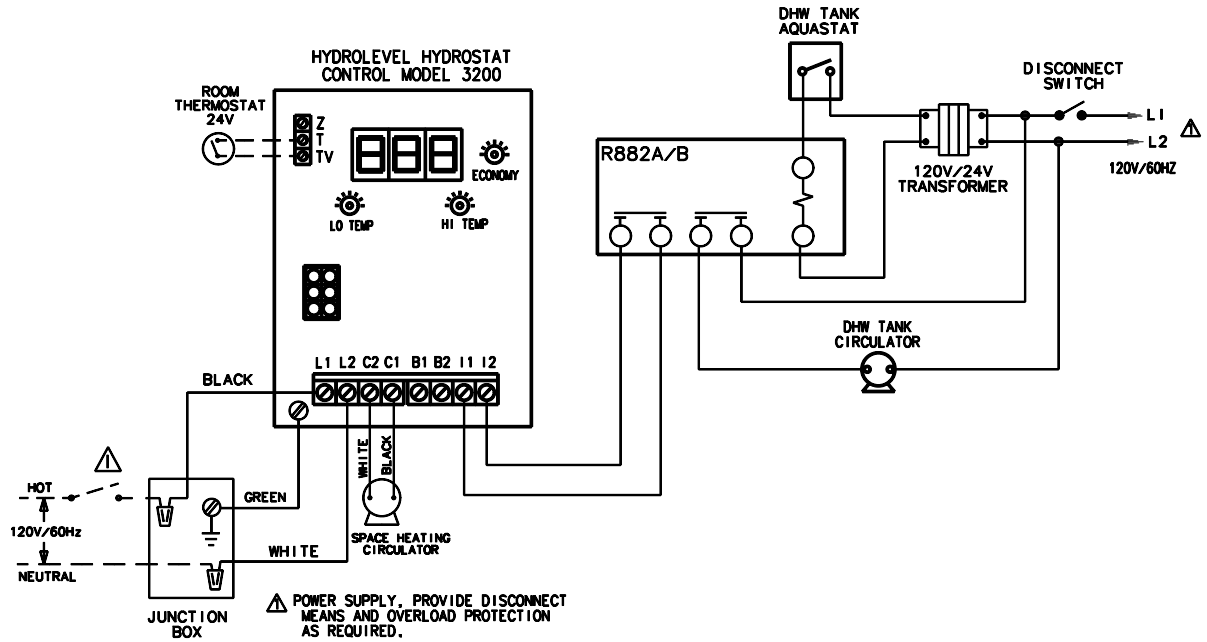 DHW TANK
AQUASTAT
HYDROLEVEL HYDROSTAT
CONTROL MODEL 3200
DISCONNECT
SWITCH
ROOM
THERMOSTAT
24V
Z
T
TV
ECONOMY
LO TEMP
HI TEMP
R882A/B
120V/24V
TRANSFORMER
L1
L2
120V/60HZ
DHW TANK
CIRCULATOR
L1 L2 C2 C1 B1 B2 I1 I2
BLACK
WHITE
BLACK
HOT
GREEN
120V/60Hz
SPACE HEATING
CIRCULATOR
WHITE
NEUTRAL
JUNCTION
BOX
1 POWER SUPPLY. PROVIDE DISCONNECT
MEANS AND OVERLOAD PROTECTION
AS REQUIRED.